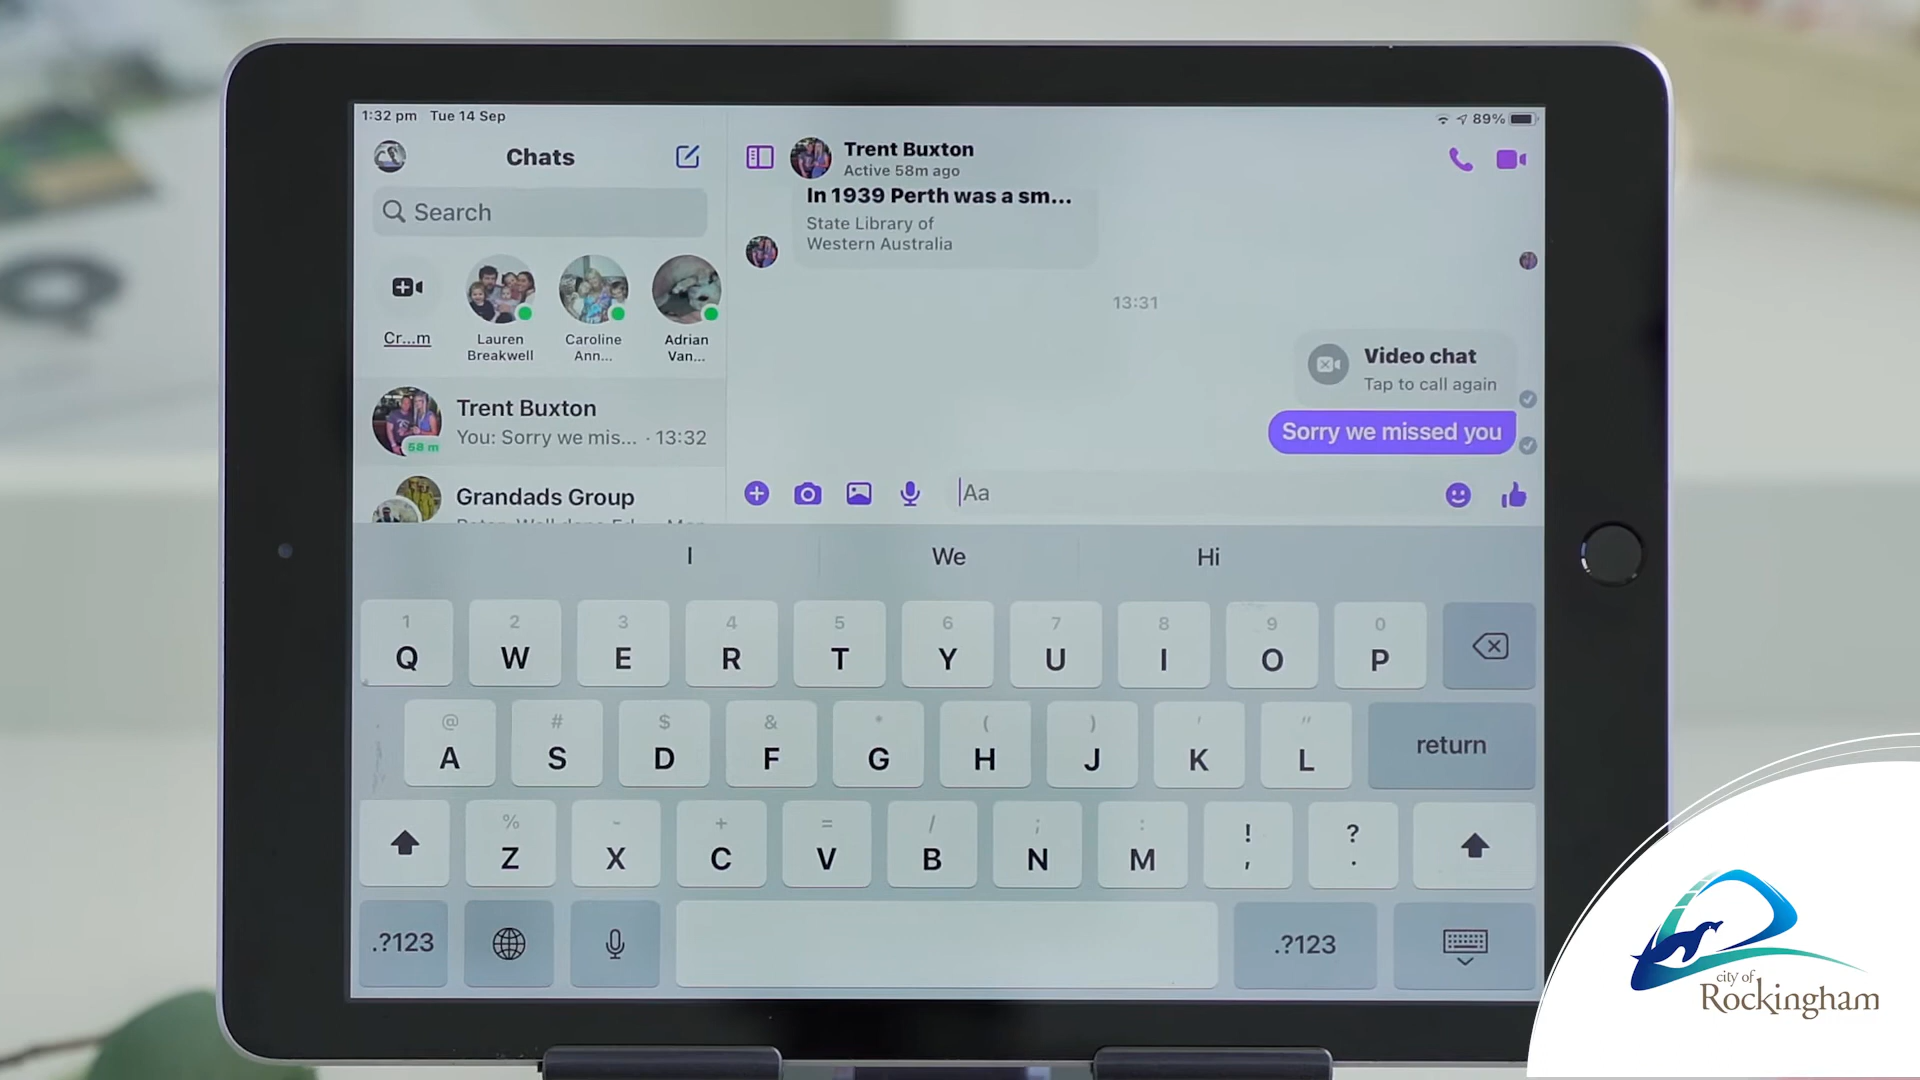 1:32 pm Tue 14 Sep
89%
Chats
Search
Cr...m
Lauren
Breakwell
Caroline
Ann...
Adrian
Van...
Trent Buxton
You: Sorry we mis... · 13:32
58 m
Grandads Group
Trent Buxton
Active 58m ago
In 1939 Perth was a sm...
State Library of
Western Australia
13:31
Video chat
Tap to call again
Sorry we missed you
Aa
I We Hi
1 2 3 4 5 6 7 8 9 0
Q W E R T Y U I O P
@ # $ & * ( ) ' "
A S D F G H J K L return
% - + = / ; : ! ?
Z X C V B N M , .
.?123 .?123
city of
Rockingham